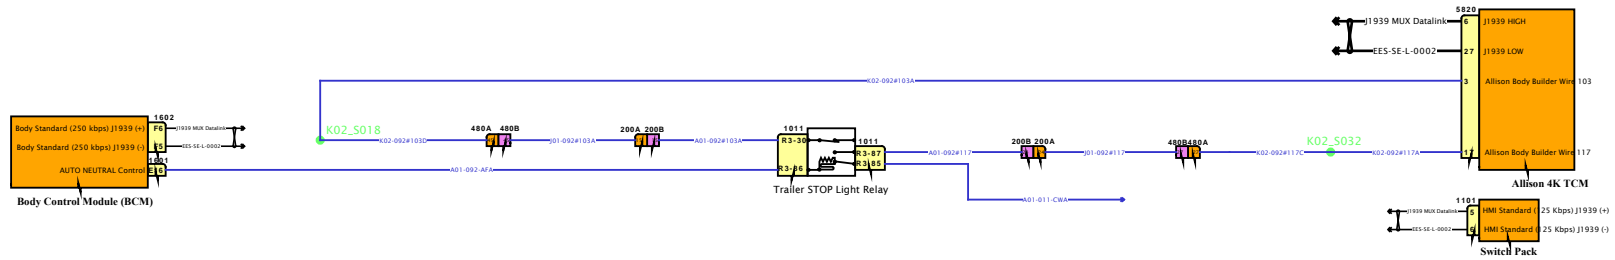 5820
J1939 MUX Datalink
6
J1939 HIGH
EES-SE-L-0002
27
J1939 LOW
K02-092#103A
3
Allison Body Builder Wire 103
1602
Body Standard (250 kbps) J1939 (+)
F6
J1939 MUX Datalink
Body Standard (250 kbps) J1939 (-)
F5
EES-SE-L-0002
1601
AUTO NEUTRAL Control
E16
Body Control Module (BCM)
K02_S018
K02-092#103D
480A 480B
J01-092#103A
200A 200B
A01-092#103A
A01-092-AFA
1011
R3-30
R3-86
1011
R3-87
R3-85
Trailer STOP Light Relay
A01-092#117
A01-011-CWA
200B 200A
J01-092#117
480B480A
K02-092#117C
K02_S032
K02-092#117A
Allison Body Builder Wire 117
Allison 4K TCM
1101
J1939 MUX Datalink
5
HMI Standard (125 Kbps) J1939 (+)
EES-SE-L-0002
6
HMI Standard (125 Kbps) J1939 (-)
Switch Pack